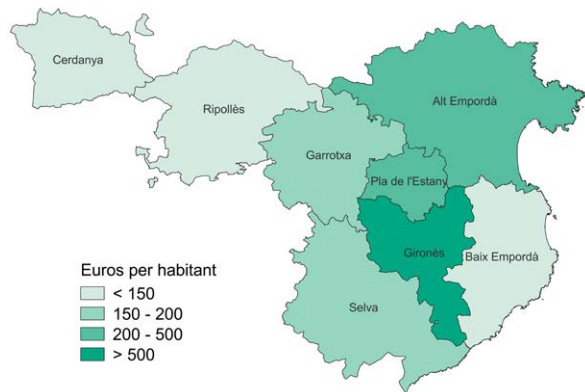 Cerdanya
Ripollès
Alt Empordà
Garrotxa
Pla de l'Estany
Gironès
Baix Empordà
Selva
Euros per habitant
< 150
150 - 200
200 - 500
> 500